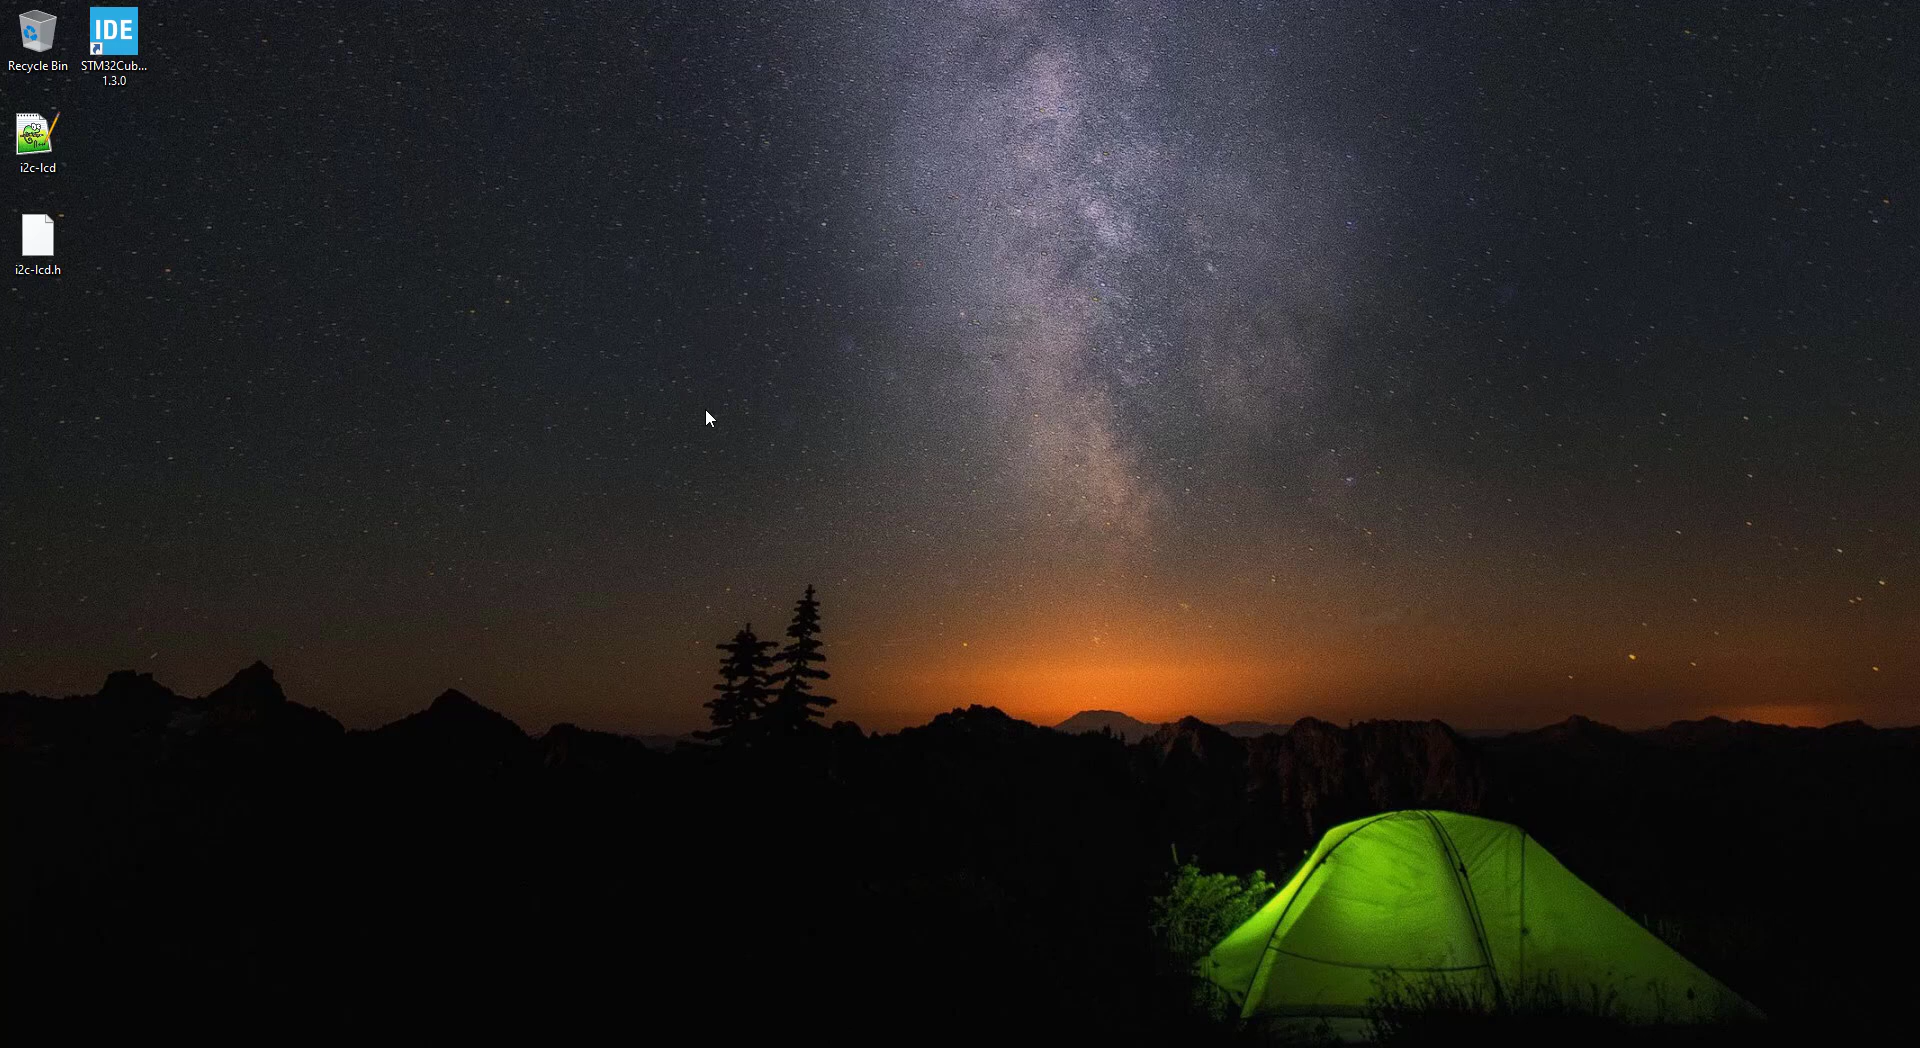 Recycle Bin
IDE
STM32Cub...
1.3.0
i2c-lcd
i2c-lcd.h